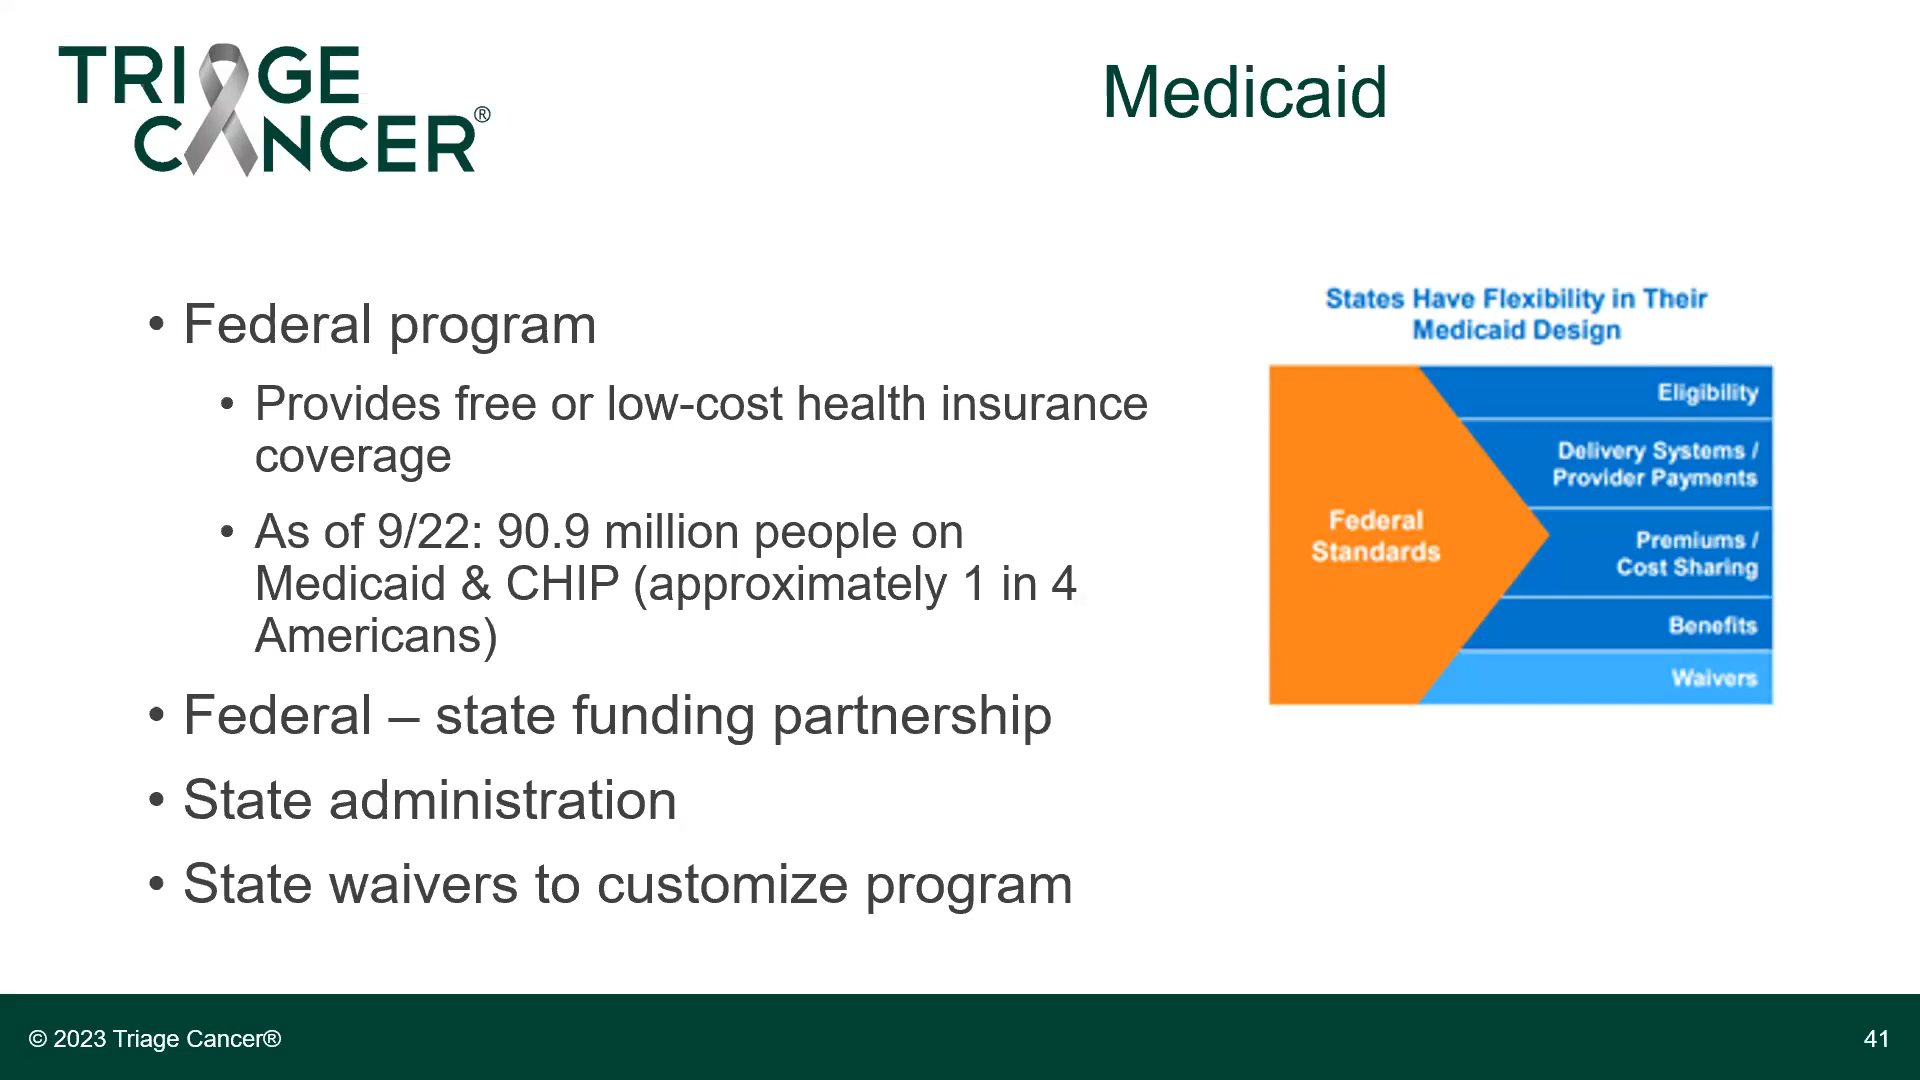 TRIAGE
CANCER®
Medicaid
• Federal program
• Provides free or low-cost health insurance
coverage
• As of 9/22: 90.9 million people on
Medicaid & CHIP (approximately 1 in 4
Americans)
• Federal – state funding partnership
• State administration
• State waivers to customize program
States Have Flexibility in Their
Medicaid Design
Federal
Standards
Eligibility
Delivery Systems /
Provider Payments
Premiums /
Cost Sharing
Benefits
Waivers
© 2023 Triage Cancer®
41